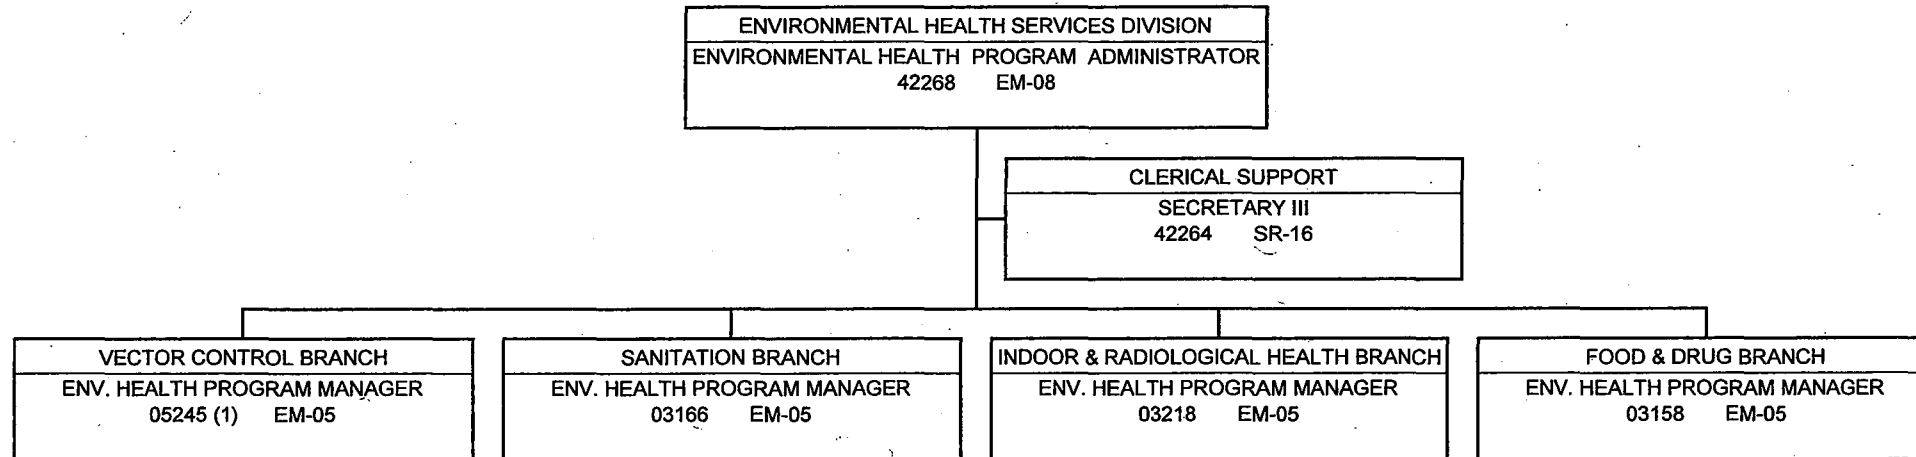 ENVIRONMENTAL HEALTH SERVICES DIVISION
ENVIRONMENTAL HEALTH PROGRAM ADMINISTRATOR
42268 EM-08
CLERICAL SUPPORT
SECRETARY III
42264 SR-16
VECTOR CONTROL BRANCH
ENV. HEALTH PROGRAM MANAGER
05245 (1) EM-05
SANITATION BRANCH
ENV. HEALTH PROGRAM MANAGER
03166 EM-05
INDOOR & RADIOLOGICAL HEALTH BRANCH
ENV. HEALTH PROGRAM MANAGER
03218 EM-05
FOOD & DRUG BRANCH
ENV. HEALTH PROGRAM MANAGER
03158 EM-05